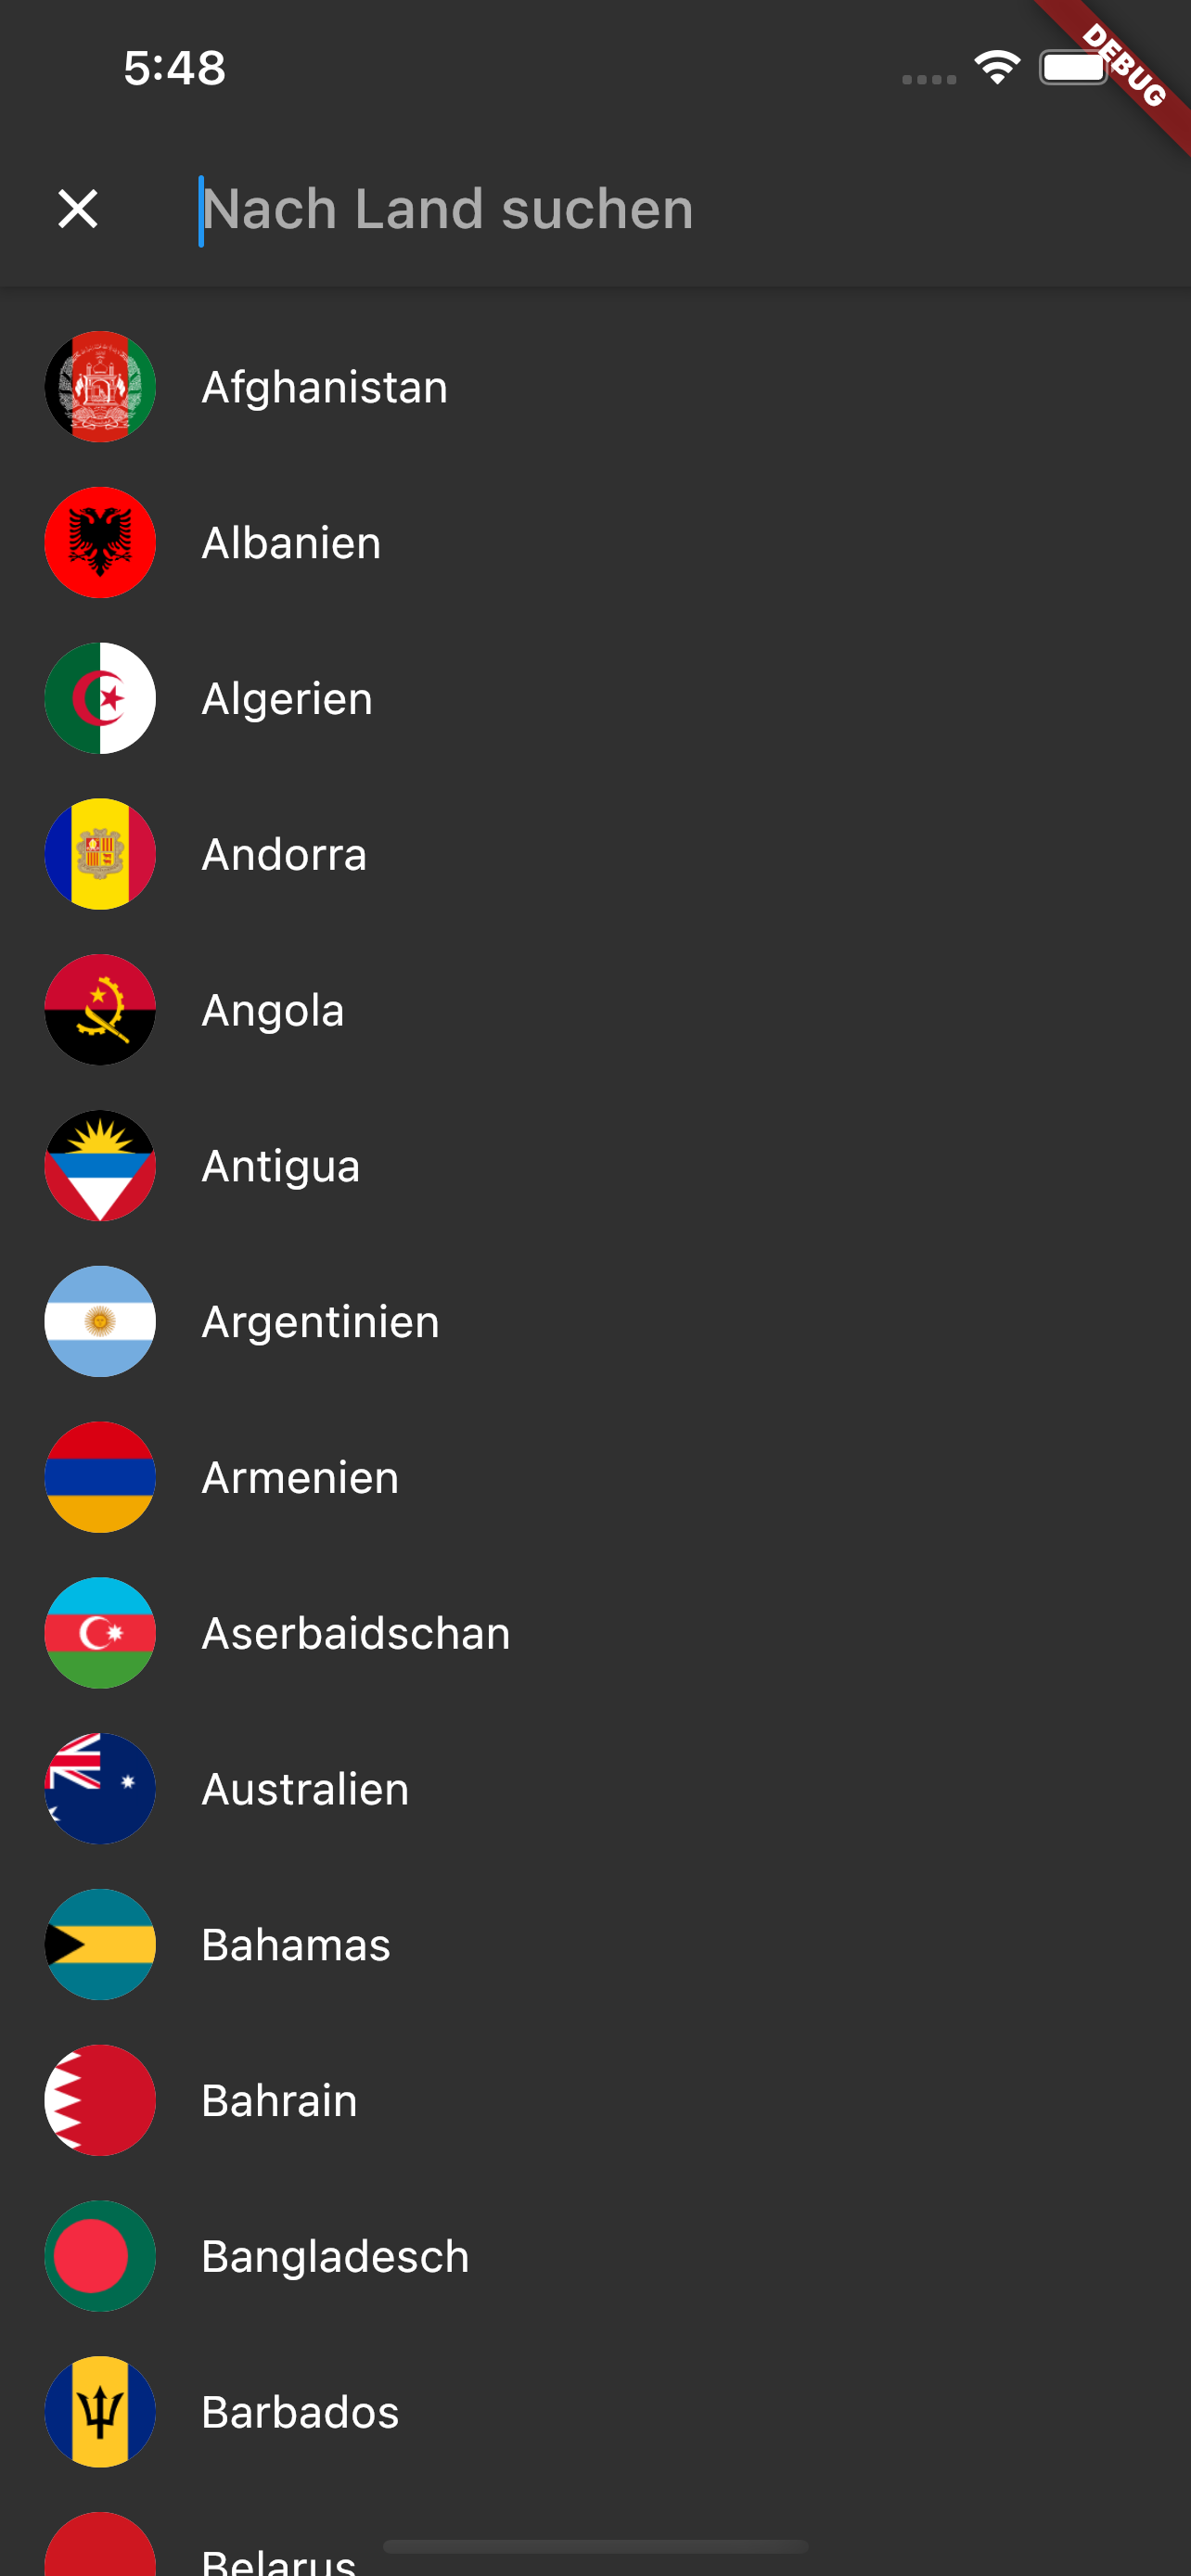 5:48
DEBUG
Nach Land suchen
Afghanistan
Albanien
Algerien
Andorra
Angola
Antigua
Argentinien
Armenien
Aserbaidschan
Australien
Bahamas
Bahrain
Bangladesch
Barbados
Belarus